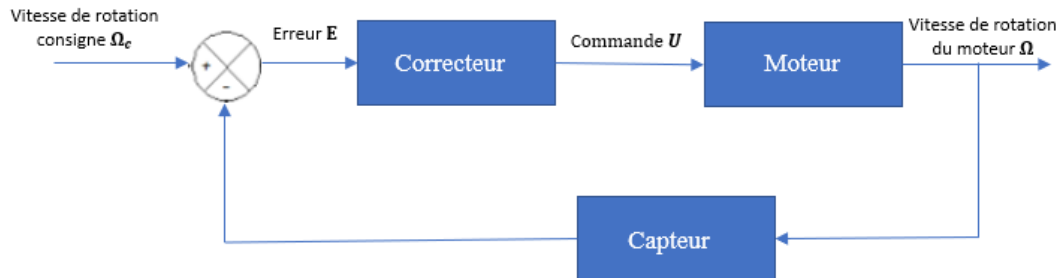 Vitesse de rotation
consigne Ω𝒄
Erreur E
Commande U
Vitesse de rotation
du moteur Ω
+
-
Correcteur
Moteur
Capteur